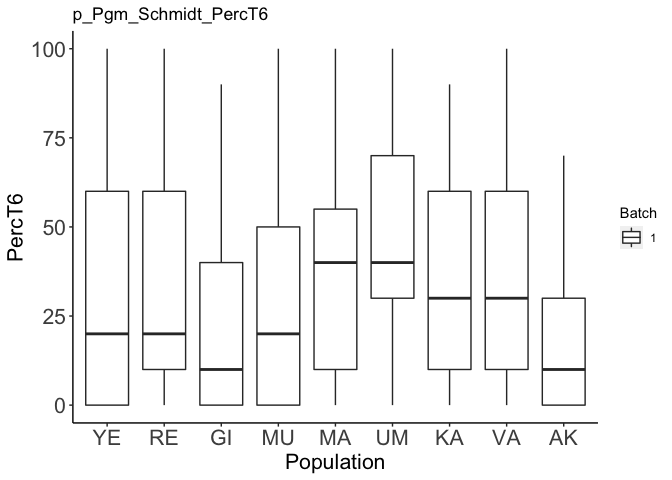 p_Pgm_Schmidt_PercT6
100
75
50
25
0
PercT6
YE RE GI MU MA UM KA VA AK
Population
Batch
1